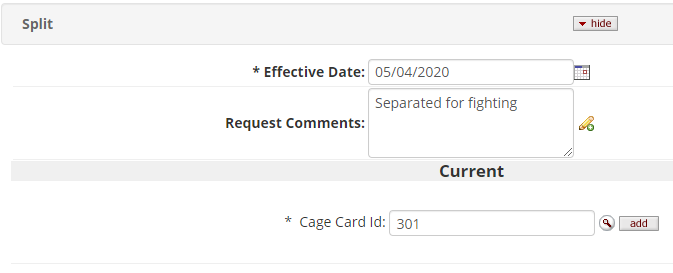 Split hide
* Effective Date: 05/04/2020
Request Comments: Separated for fighting
Current
* Cage Card Id: 301 add